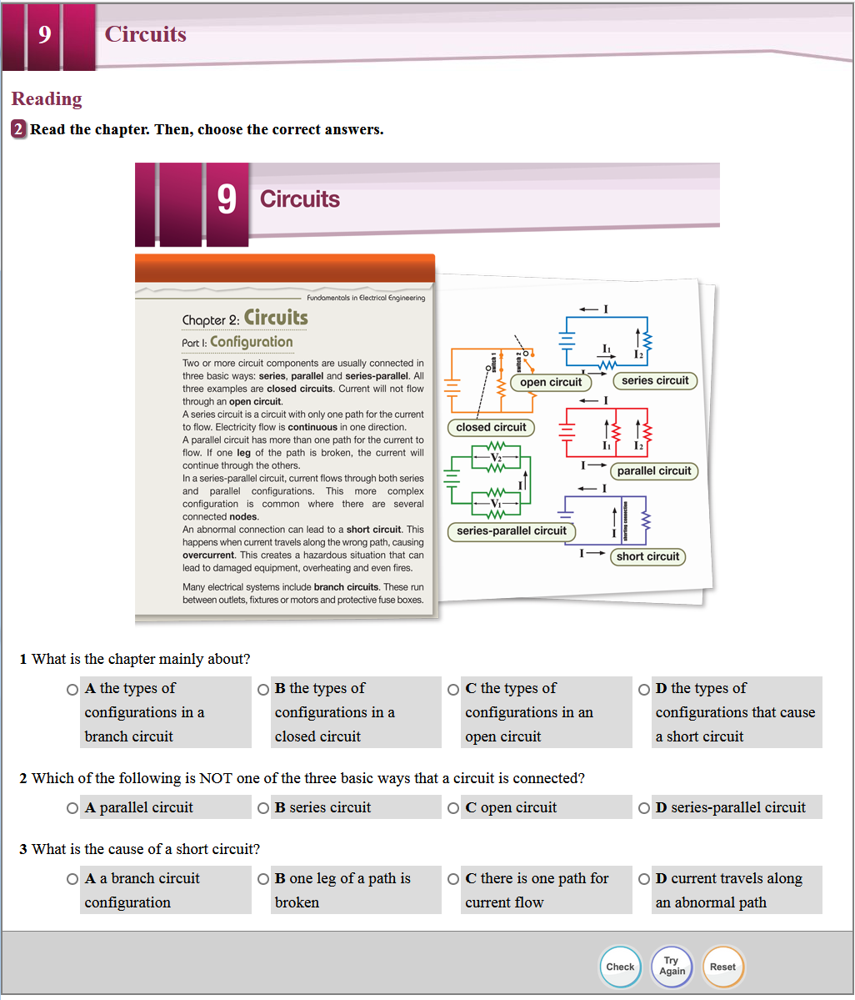 9 Circuits
Reading
2 Read the chapter. Then, choose the correct answers.
9 Circuits
Fundamentals in Electrical Engineering
Chapter 2: Circuits
Part I: Configuration
Two or more circuit components are usually connected in
three basic ways: series, parallel and series-parallel. All
three examples are closed circuits. Current will not flow
through an open circuit.
A series circuit is a circuit with only one path for the current
to flow. Electricity flow is continuous in one direction.
A parallel circuit has more than one path for the current to
flow. If one leg of the path is broken, the current will
continue through the others.
In a series-parallel circuit, current flows through both series
and parallel configurations. This more complex
configuration is common where there are several
connected nodes.
An abnormal connection can lead to a short circuit. This
happens when current travels along the wrong path, causing
overcurrent. This creates a hazardous situation that can
lead to damaged equipment, overheating and even fires.
Many electrical systems include branch circuits. These run
between outlets, fixtures or motors and protective fuse boxes.
switch 1
switch 2
open circuit
closed circuit
I
I1
I2
I
series circuit
I
I1
I2
I
parallel circuit
V2
I
V1
series-parallel circuit
I
I
shorting connection
I
short circuit
1 What is the chapter mainly about?
A the types of
configurations in a
branch circuit
B the types of
configurations in a
closed circuit
C the types of
configurations in an
open circuit
D the types of
configurations that cause
a short circuit
2 Which of the following is NOT one of the three basic ways that a circuit is connected?
A parallel circuit
B series circuit
C open circuit
D series-parallel circuit
3 What is the cause of a short circuit?
A a branch circuit
configuration
B one leg of a path is
broken
C there is one path for
current flow
D current travels along
an abnormal path
Check
Try
Again
Reset